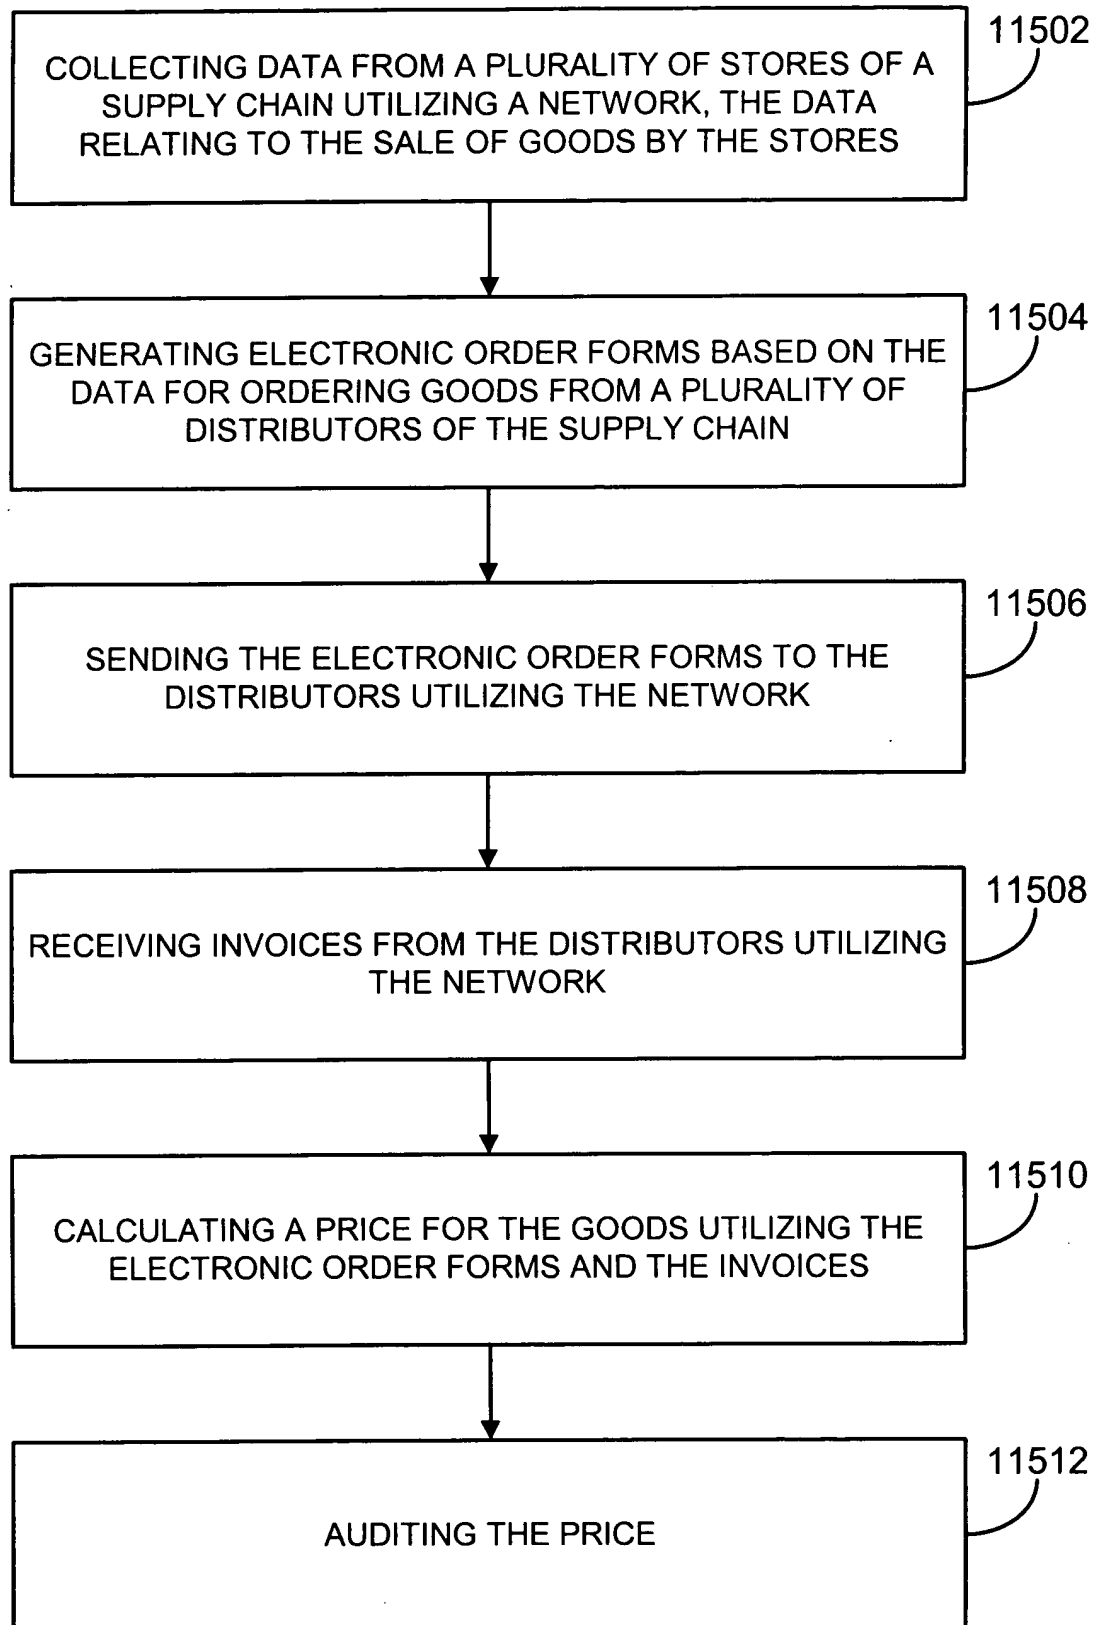 11502
COLLECTING DATA FROM A PLURALITY OF STORES OF A
SUPPLY CHAIN UTILIZING A NETWORK, THE DATA
RELATING TO THE SALE OF GOODS BY THE STORES
11504
GENERATING ELECTRONIC ORDER FORMS BASED ON THE
DATA FOR ORDERING GOODS FROM A PLURALITY OF
DISTRIBUTORS OF THE SUPPLY CHAIN
11506
SENDING THE ELECTRONIC ORDER FORMS TO THE
DISTRIBUTORS UTILIZING THE NETWORK
11508
RECEIVING INVOICES FROM THE DISTRIBUTORS UTILIZING
THE NETWORK
11510
CALCULATING A PRICE FOR THE GOODS UTILIZING THE
ELECTRONIC ORDER FORMS AND THE INVOICES
11512
AUDITING THE PRICE